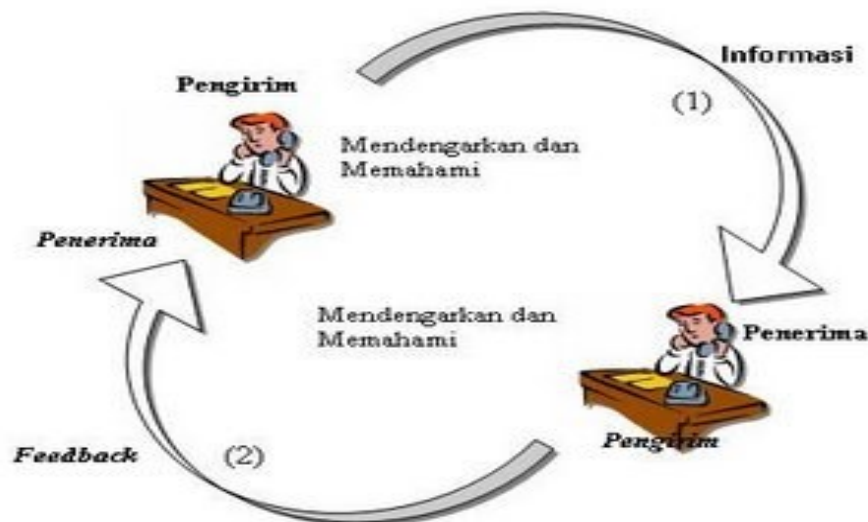 Informasi
Pengirim
(1)
Mendengarkan dan
Memahami
Penerima
Mendengarkan dan
Memahami
Penerima
Pengirim
Feedback
(2)